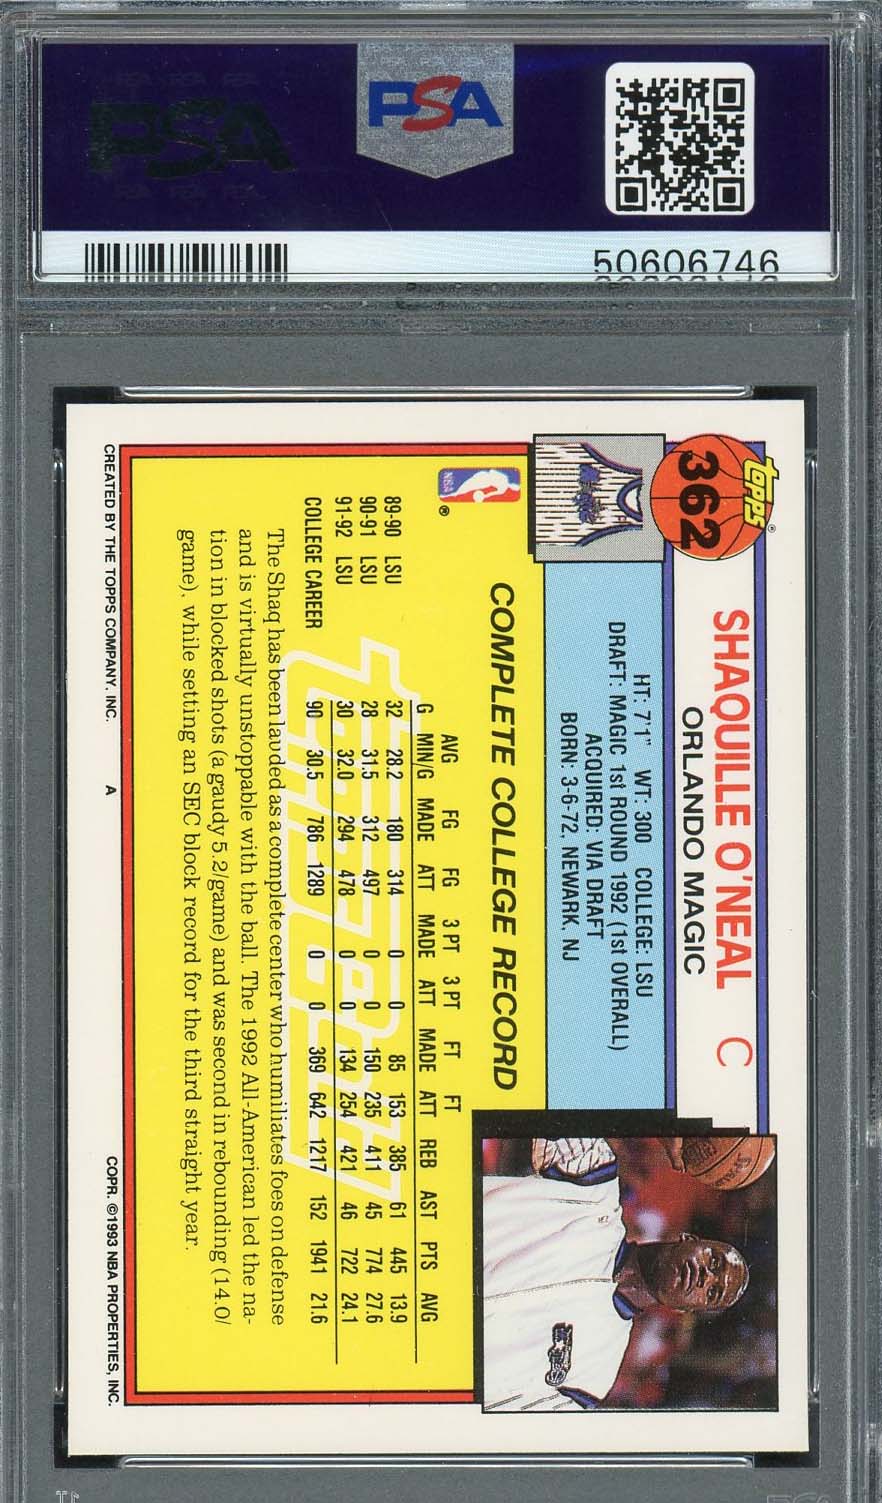 PSA
PSA
50606746
topps®
362
SHAQUILLE O'NEAL C
ORLANDO MAGIC
HT: 7'1" WT: 300 COLLEGE: LSU
DRAFT: MAGIC 1st ROUND 1992 (1st OVERALL)
ACQUIRED: VIA DRAFT
BORN: 3-6-72, NEWARK, NJ
NBA ®
COMPLETE COLLEGE RECORD
AVG FG FG 3 PT 3 PT FT FT
G MIN/G MADE ATT MADE ATT MADE ATT REB AST PTS AVG
89-90 LSU 32 28.2 180 314 0 0 85 153 385 61 445 13.9
90-91 LSU 28 31.5 312 497 0 0 150 235 411 45 774 27.6
91-92 LSU 30 32.0 294 478 0 0 134 254 421 46 722 24.1
COLLEGE CAREER 90 30.5 786 1289 0 0 369 642 1217 152 1941 21.6
The Shaq has been lauded as a complete center who humiliates foes on defense
and is virtually unstoppable with the ball. The 1992 All-American led the na-
tion in blocked shots (a gaudy 5.2/game) and was second in rebounding (14.0/
game), while setting an SEC block record for the third straight year.
CREATED BY THE TOPPS COMPANY, INC. A COPR. ©1993 NBA PROPERTIES, INC.